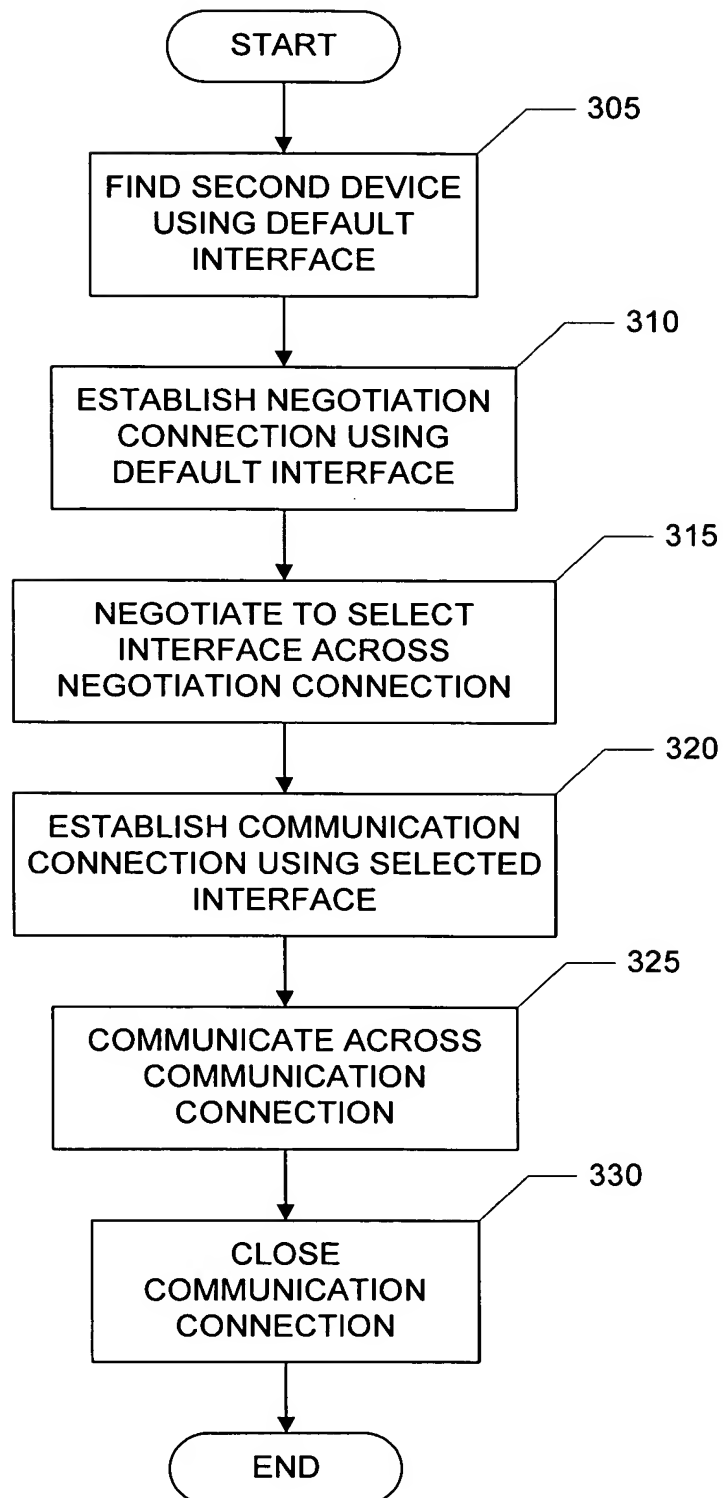 START
305
FIND SECOND DEVICE
USING DEFAULT
INTERFACE
310
ESTABLISH NEGOTIATION
CONNECTION USING
DEFAULT INTERFACE
315
NEGOTIATE TO SELECT
INTERFACE ACROSS
NEGOTIATION CONNECTION
320
ESTABLISH COMMUNICATION
CONNECTION USING SELECTED
INTERFACE
325
COMMUNICATE ACROSS
COMMUNICATION
CONNECTION
330
CLOSE
COMMUNICATION
CONNECTION
END